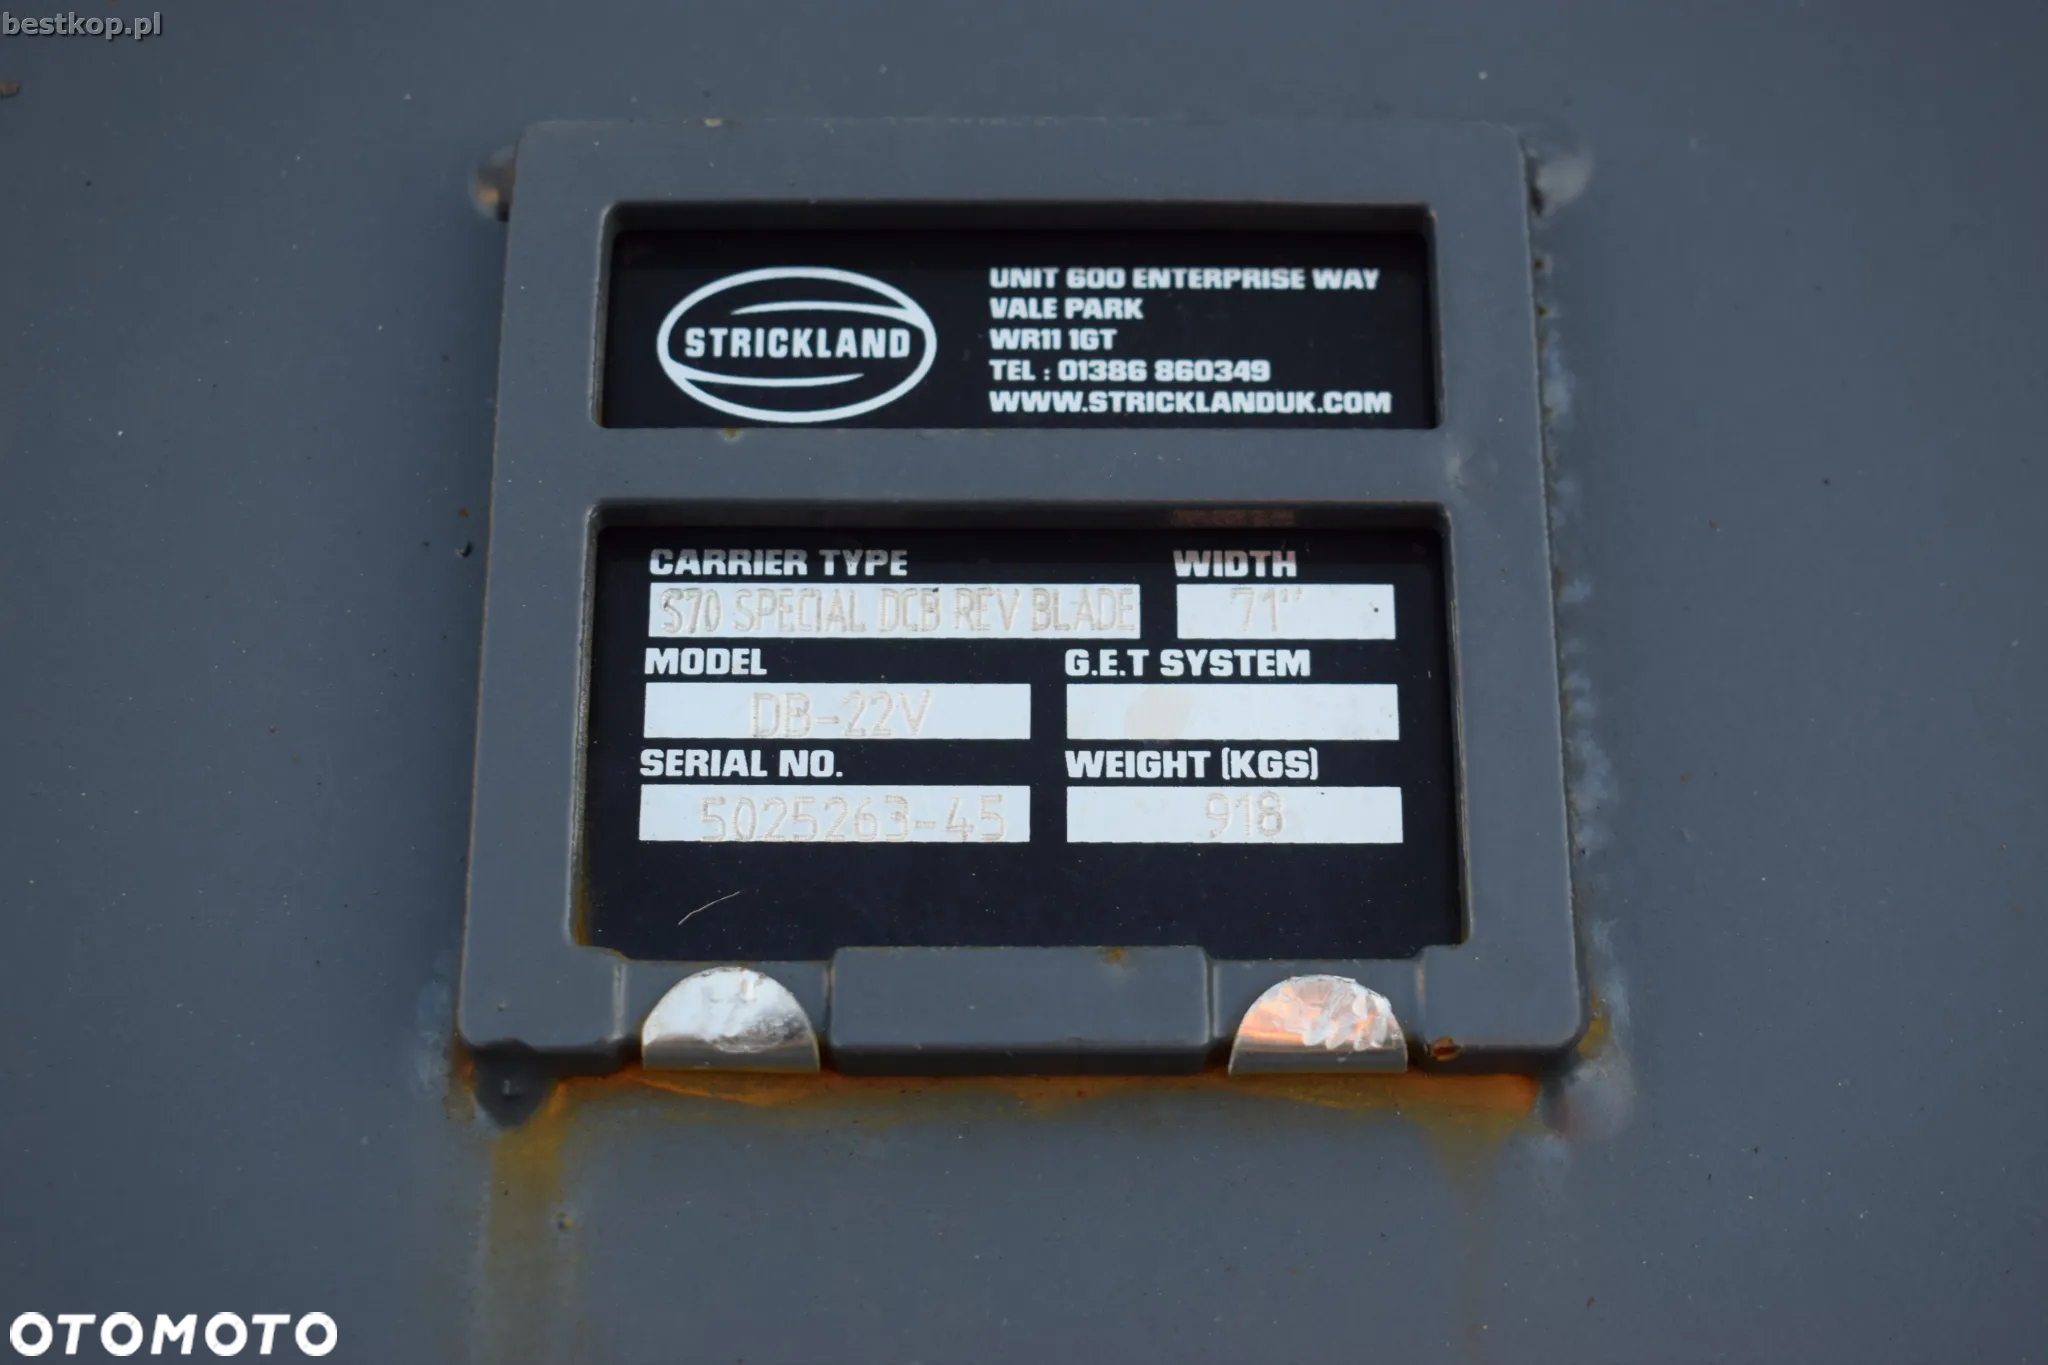 bestkop.pl
STRICKLAND
UNIT 600 ENTERPRISE WAY
VALE PARK
WR11 1GT
TEL : 01386 860349
WWW.STRICKLANDUK.COM
CARRIER TYPE
S70 SPECIAL DCB REV BLADE
WIDTH
71"
MODEL
DB-22V
G.E.T SYSTEM
SERIAL NO.
5025263-45
WEIGHT (KGS)
918
OTOMOTO